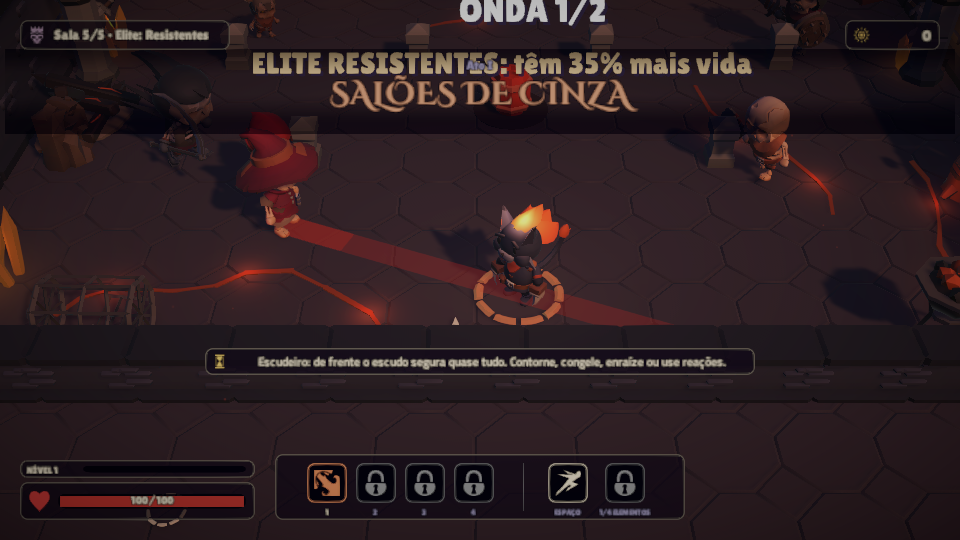 ONDA 1/2
Sala 5/5 · Elite: Resistentes
0
ELITE RESISTENTES: têm 35% mais vida
SALÕES DE CINZA
Escudeiro: de frente o escudo segura quase tudo. Contorne, congele, enraíze ou use reações.
NÍVEL 1
100/100
1 2 3 4 ESPAÇO 1/4 ELEMENTOS